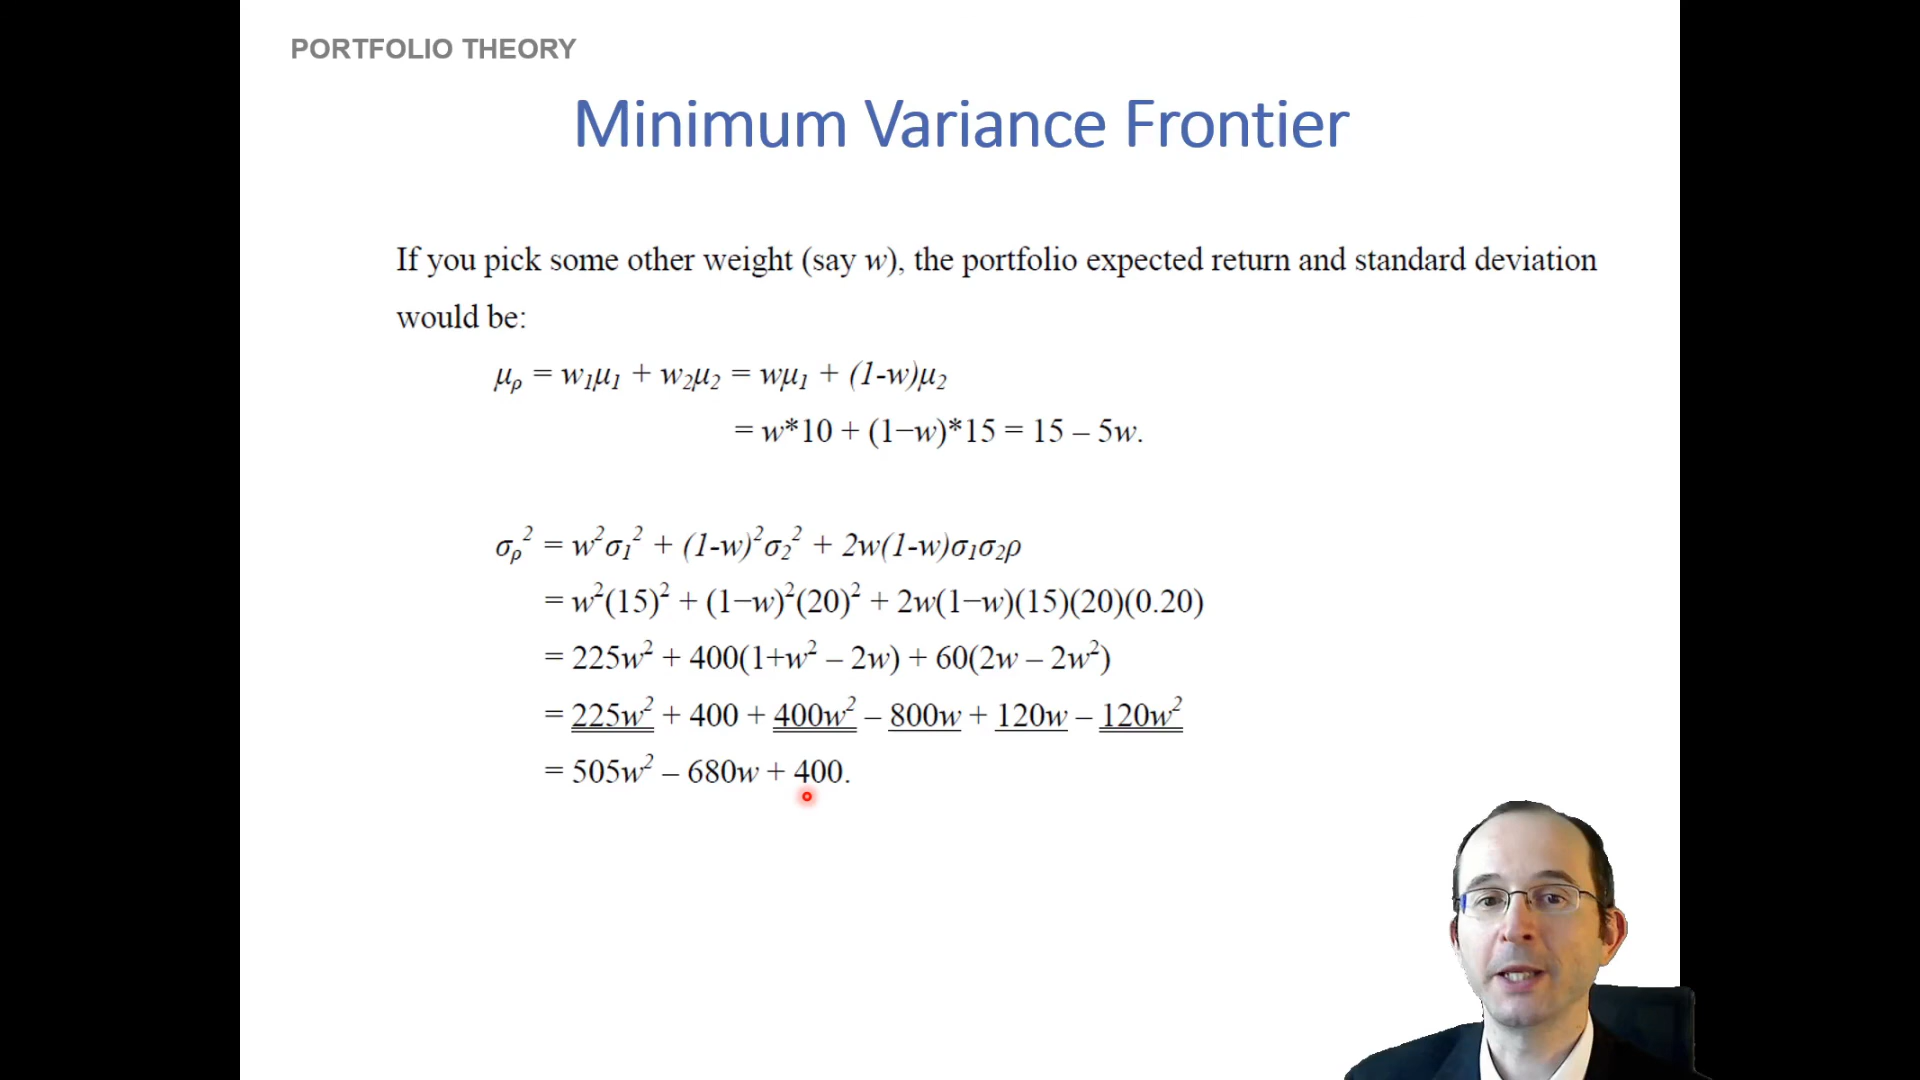 PORTFOLIO THEORY
Minimum Variance Frontier
If you pick some other weight (say w), the portfolio expected return and standard deviation
would be:
μₚ = w₁μ₁ + w₂μ₂ = wμ₁ + (1-w)μ₂
= w*10 + (1−w)*15 = 15 – 5w.
σₚ² = w²σ₁² + (1-w)²σ₂² + 2w(1-w)σ₁σ₂ρ
= w²(15)² + (1−w)²(20)² + 2w(1−w)(15)(20)(0.20)
= 225w² + 400(1+w² – 2w) + 60(2w – 2w²)
= 225w² + 400 + 400w² – 800w + 120w – 120w²
= 505w² – 680w + 400.